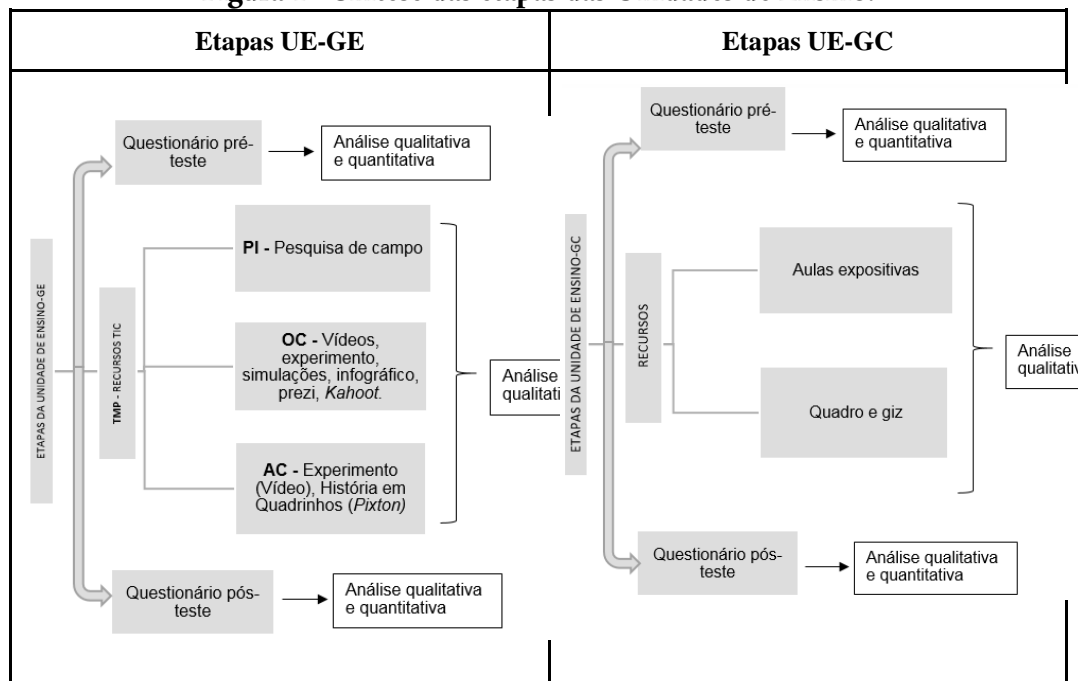 Etapas UE-GE
Etapas UE-GC
ETAPAS DA UNIDADE DE ENSINO-GE
Questionário pré-
teste
Análise qualitativa
e quantitativa
TMP - RECURSOS TIC
PI - Pesquisa de campo
OC - Vídeos,
experimento,
simulações, infográfico,
prezi, Kahoot.
AC - Experimento
(Vídeo), História em
Quadrinhos (Pixton)
Análise
Questionário pós-
teste
Análise qualitativa
e quantitativa
ETAPAS DA UNIDADE DE ENSINO-GC
Questionário pré-
teste
Análise qualitativa
e quantitativa
RECURSOS
Aulas expositivas
Quadro e giz
Análise
Questionário pós-
teste
Análise qualitativa
e quantitativa